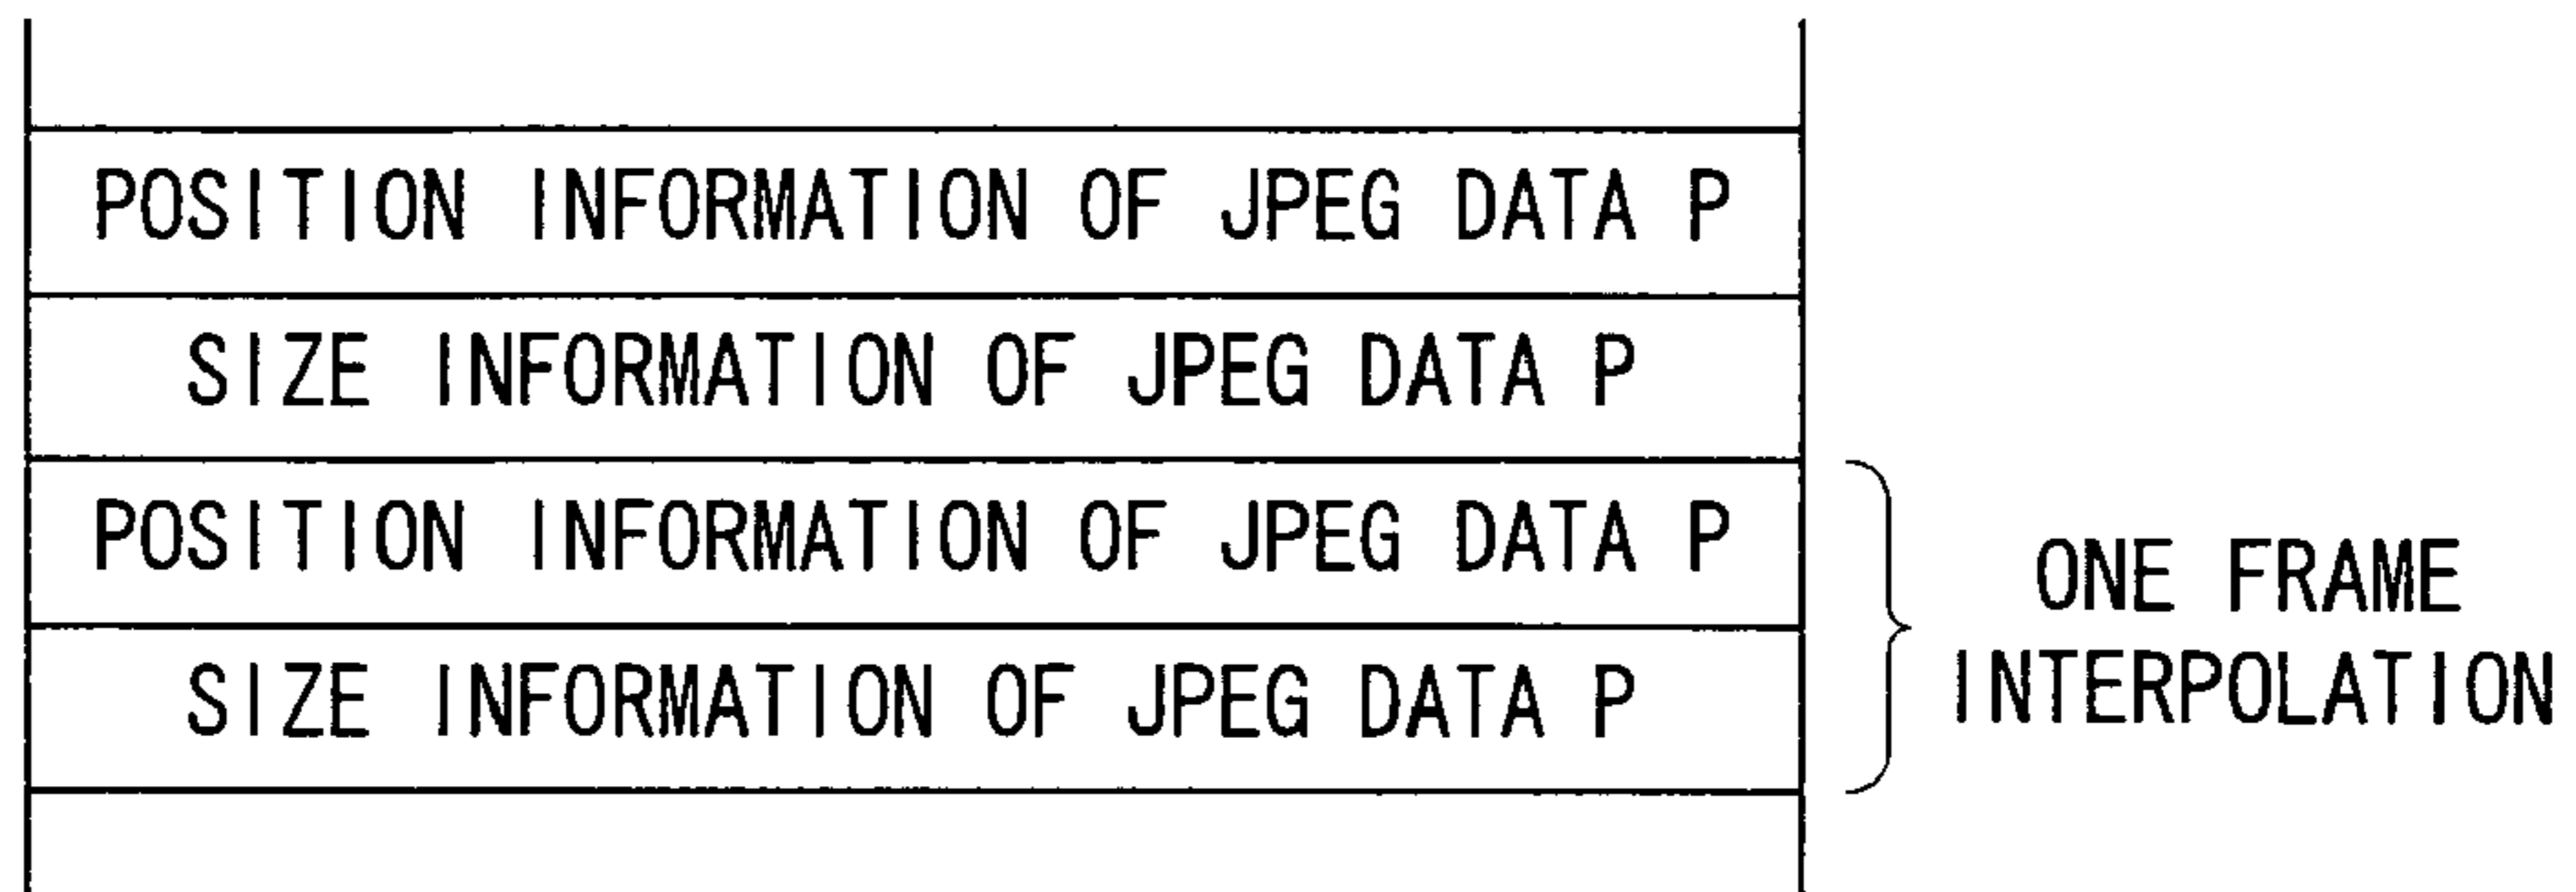 POSITION INFORMATION OF JPEG DATA P
SIZE INFORMATION OF JPEG DATA P
POSITION INFORMATION OF JPEG DATA P
SIZE INFORMATION OF JPEG DATA P
ONE FRAME
INTERPOLATION